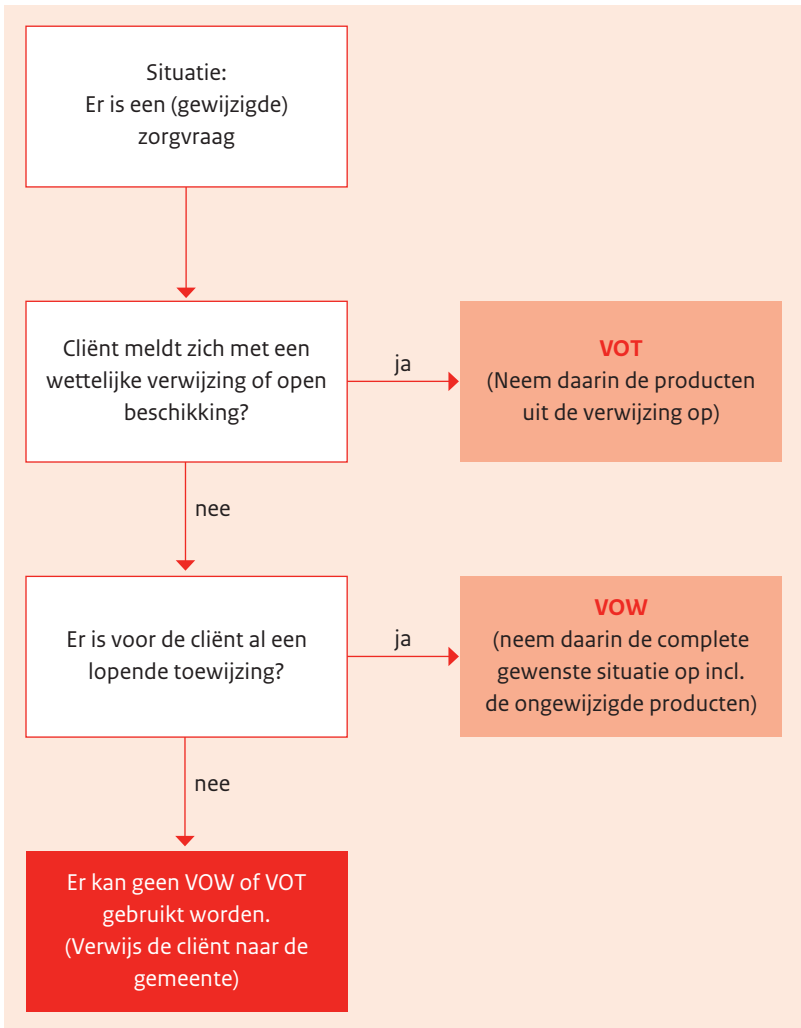 Situatie:
Er is een (gewijzigde)
zorgvraag
Cliënt meldt zich met een
wettelijke verwijzing of open
beschikking?
ja
VOT
(Neem daarin de producten
uit de verwijzing op)
nee
Er is voor de cliënt al een
lopende toewijzing?
ja
VOW
(neem daarin de complete
gewenste situatie op incl.
de ongewijzigde producten)
nee
Er kan geen VOW of VOT
gebruikt worden.
(Verwijs de cliënt naar de
gemeente)